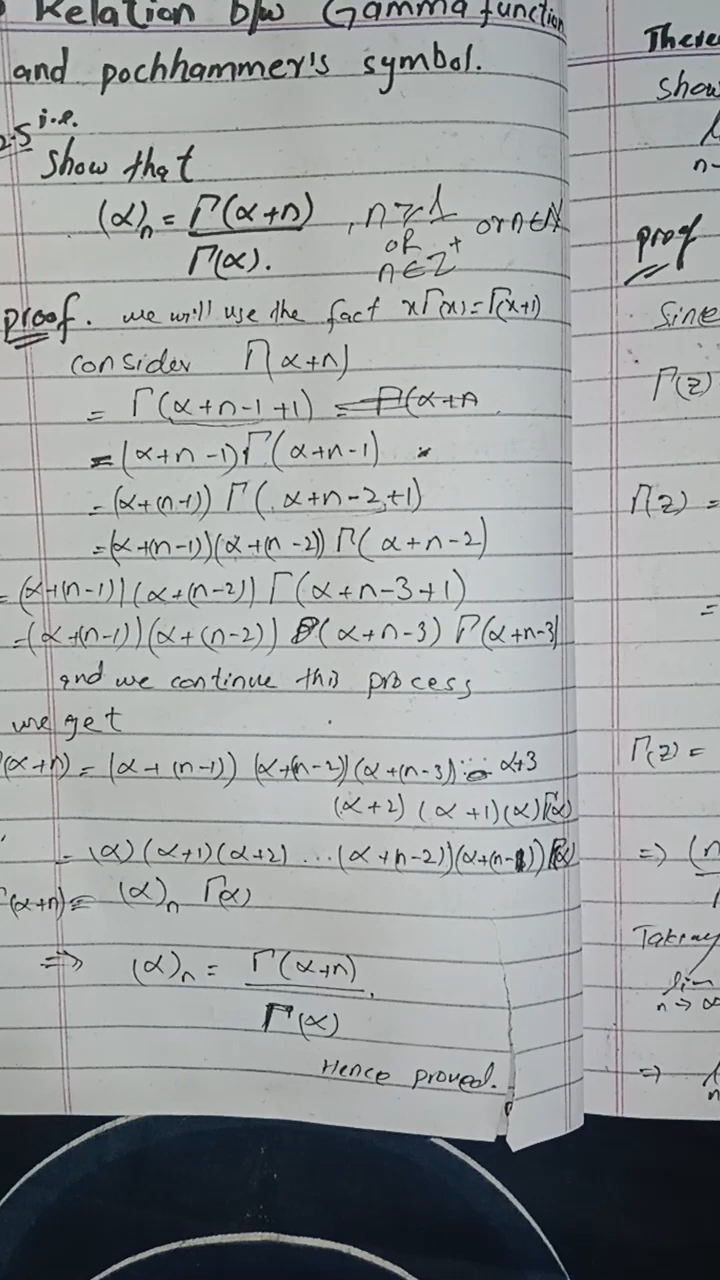 Relation b/w Gamma function
and pochhammer's symbol.
i.e.
Show that
(α)ₙ = Γ(α+n) / Γ(α). , n ≥ 1 or n ∈ Z⁺ or n ∈ N
proof. we will use the fact xΓ(x) = Γ(x+1)
consider Γ(α+n)
= Γ(α+n-1+1)
= (α+n-1) Γ(α+n-1)
= (α+(n-1)) Γ(α+n-2+1)
= (α+(n-1))(α+(n-2)) Γ(α+n-2)
= (α+(n-1))(α+(n-2)) Γ(α+n-3+1)
= (α+(n-1))(α+(n-2)) (α+n-3) Γ(α+n-3)
and we continue this process
we get
(α+n) = (α+(n-1)) (α+(n-2)) (α+(n-3)) ... α+3
(α+2) (α+1)(α)Γ(α)
= (α)(α+1)(α+2) ... (α+(n-2))(α+(n-1)) Γ(α)
Γ(α+n) = (α)ₙ Γ(α)
⇒ (α)ₙ = Γ(α+n) / Γ(α).
Hence proved.
show
n-
proof
Since
Γ(z)
Γ(z) =
=
Γ(z) =
⇒ (n
Taking
lim
n→∞
⇒
n